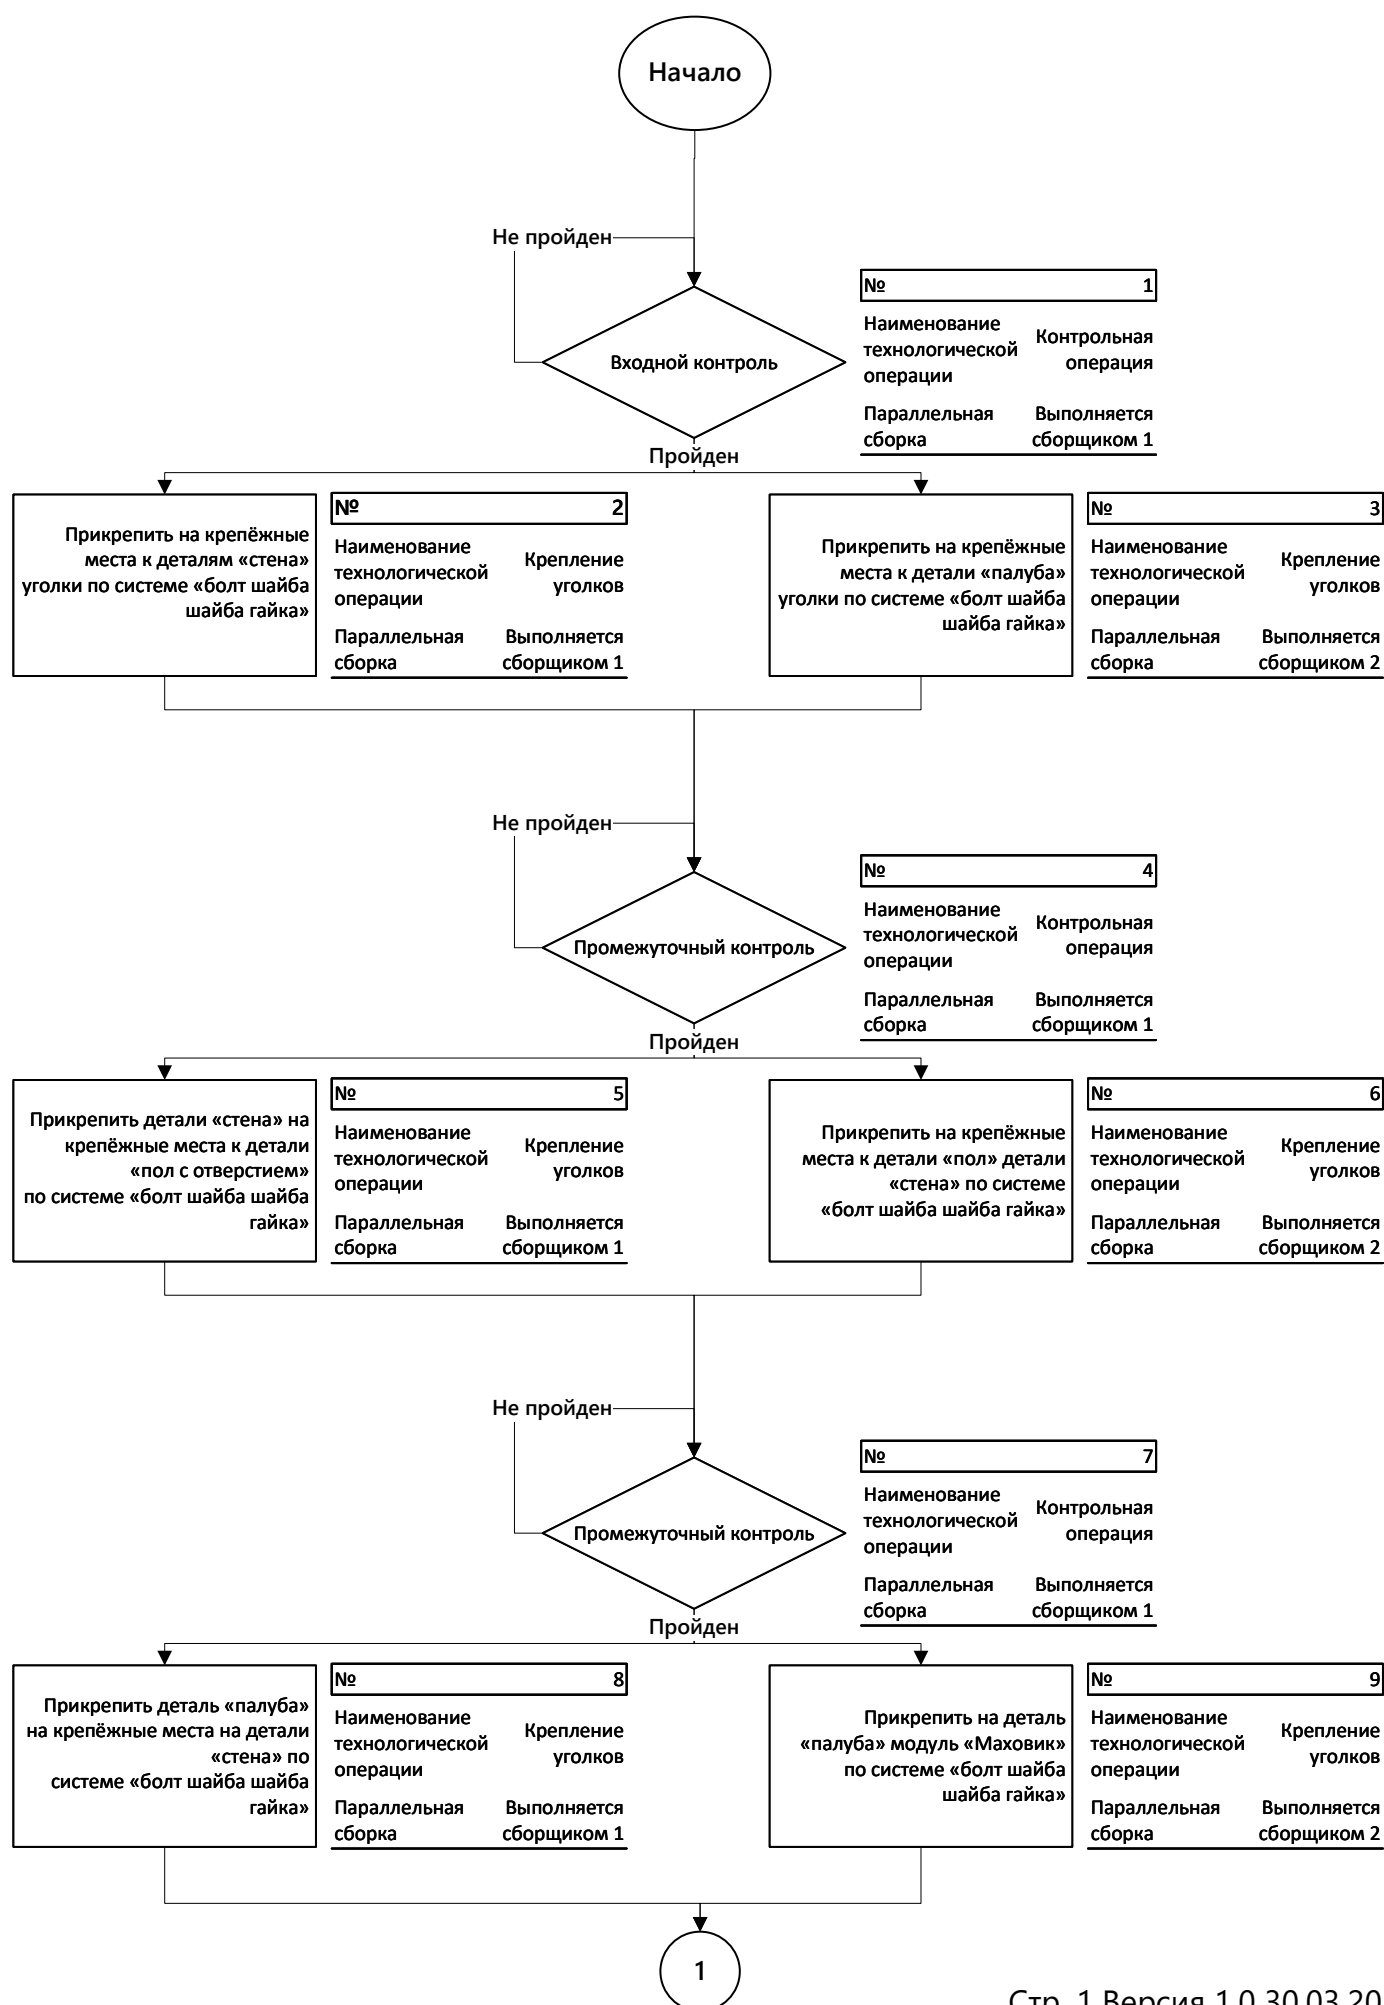 Начало
Не пройден
Входной контроль
№ 1
Наименование
технологической
операции
Контрольная
операция
Параллельная
сборка
Выполняется
сборщиком 1
Пройден
Прикрепить на крепёжные
места к деталям «стена»
уголки по системе «болт шайба
шайба гайка»
№ 2
Наименование
технологической
операции
Крепление
уголков
Параллельная
сборка
Выполняется
сборщиком 1
Прикрепить на крепёжные
места к детали «палуба»
уголки по системе «болт шайба
шайба гайка»
№ 3
Наименование
технологической
операции
Крепление
уголков
Параллельная
сборка
Выполняется
сборщиком 2
Не пройден
Промежуточный контроль
№ 4
Наименование
технологической
операции
Контрольная
операция
Параллельная
сборка
Выполняется
сборщиком 1
Пройден
Прикрепить детали «стена» на
крепёжные места к детали
«пол с отверстием»
по системе «болт шайба шайба
гайка»
№ 5
Наименование
технологической
операции
Крепление
уголков
Параллельная
сборка
Выполняется
сборщиком 1
Прикрепить на крепёжные
места к детали «пол» детали
«стена» по системе
«болт шайба шайба гайка»
№ 6
Наименование
технологической
операции
Крепление
уголков
Параллельная
сборка
Выполняется
сборщиком 2
Не пройден
Промежуточный контроль
№ 7
Наименование
технологической
операции
Контрольная
операция
Параллельная
сборка
Выполняется
сборщиком 1
Пройден
Прикрепить деталь «палуба»
на крепёжные места на детали
«стена» по
системе «болт шайба шайба
гайка»
№ 8
Наименование
технологической
операции
Крепление
уголков
Параллельная
сборка
Выполняется
сборщиком 1
Прикрепить на деталь
«палуба» модуль «Маховик»
по системе «болт шайба
шайба гайка»
№ 9
Наименование
технологической
операции
Крепление
уголков
Параллельная
сборка
Выполняется
сборщиком 2
1
Стр. 1 Версия 1.0 30.03.20